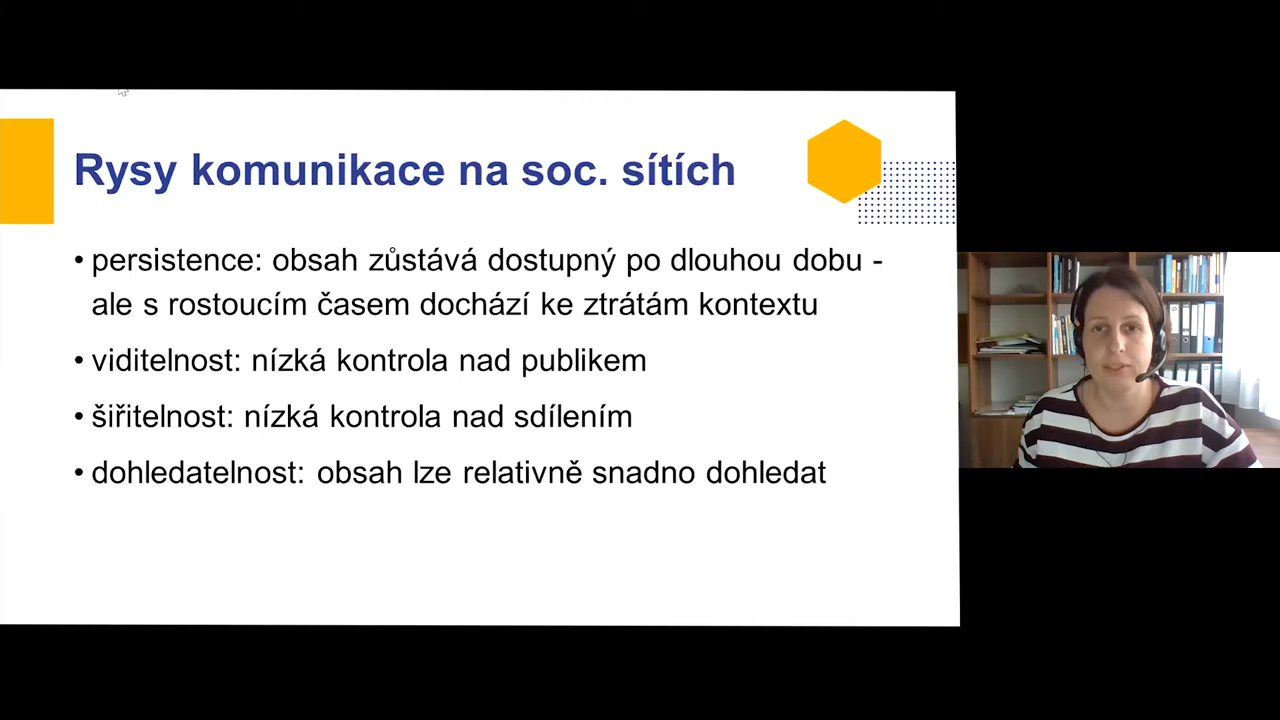 Rysy komunikace na soc. sítích
• persistence: obsah zůstává dostupný po dlouhou dobu -
ale s rostoucím časem dochází ke ztrátám kontextu
• viditelnost: nízká kontrola nad publikem
• šiřitelnost: nízká kontrola nad sdílením
• dohledatelnost: obsah lze relativně snadno dohledat